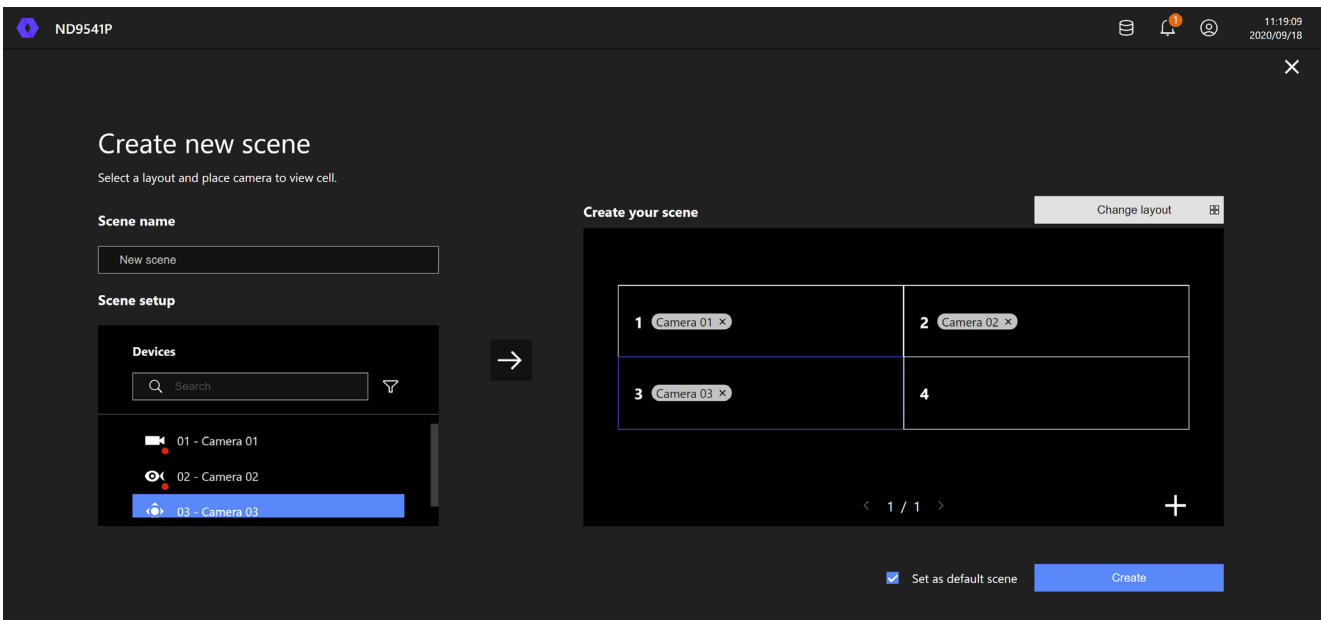 ND9541P
1
11:19:09
2020/09/18
Create new scene
Select a layout and place camera to view cell.
Scene name
New scene
Scene setup
Devices
Search
01 - Camera 01
02 - Camera 02
03 - Camera 03
Create your scene
Change layout
1 Camera 01 ×
2 Camera 02 ×
3 Camera 03 ×
4
< 1 / 1 >
Set as default scene
Create